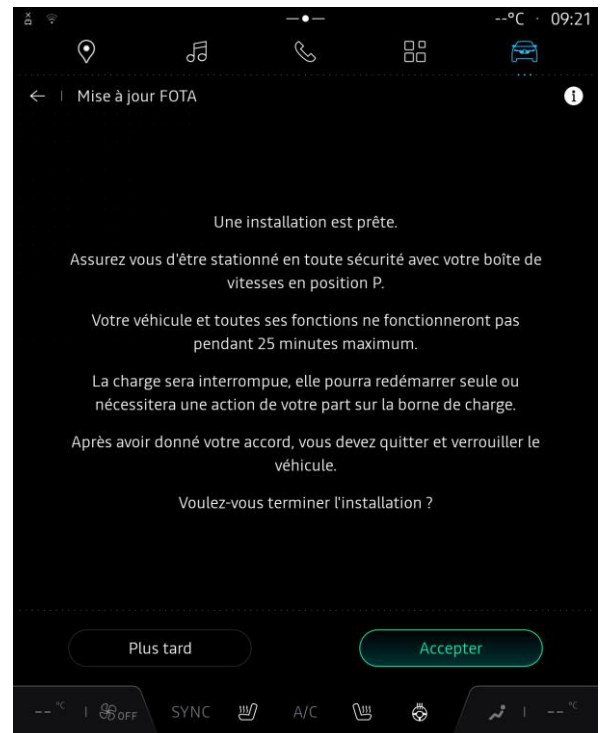 --°C · 09:21
← | Mise à jour FOTA
Une installation est prête.
Assurez vous d'être stationné en toute sécurité avec votre boîte de
vitesses en position P.
Votre véhicule et toutes ses fonctions ne fonctionneront pas
pendant 25 minutes maximum.
La charge sera interrompue, elle pourra redémarrer seule ou
nécessitera une action de votre part sur la borne de charge.
Après avoir donné votre accord, vous devez quitter et verrouiller le
véhicule.
Voulez-vous terminer l'installation ?
Plus tard Accepter
-- °C | OFF SYNC A/C | -- °C